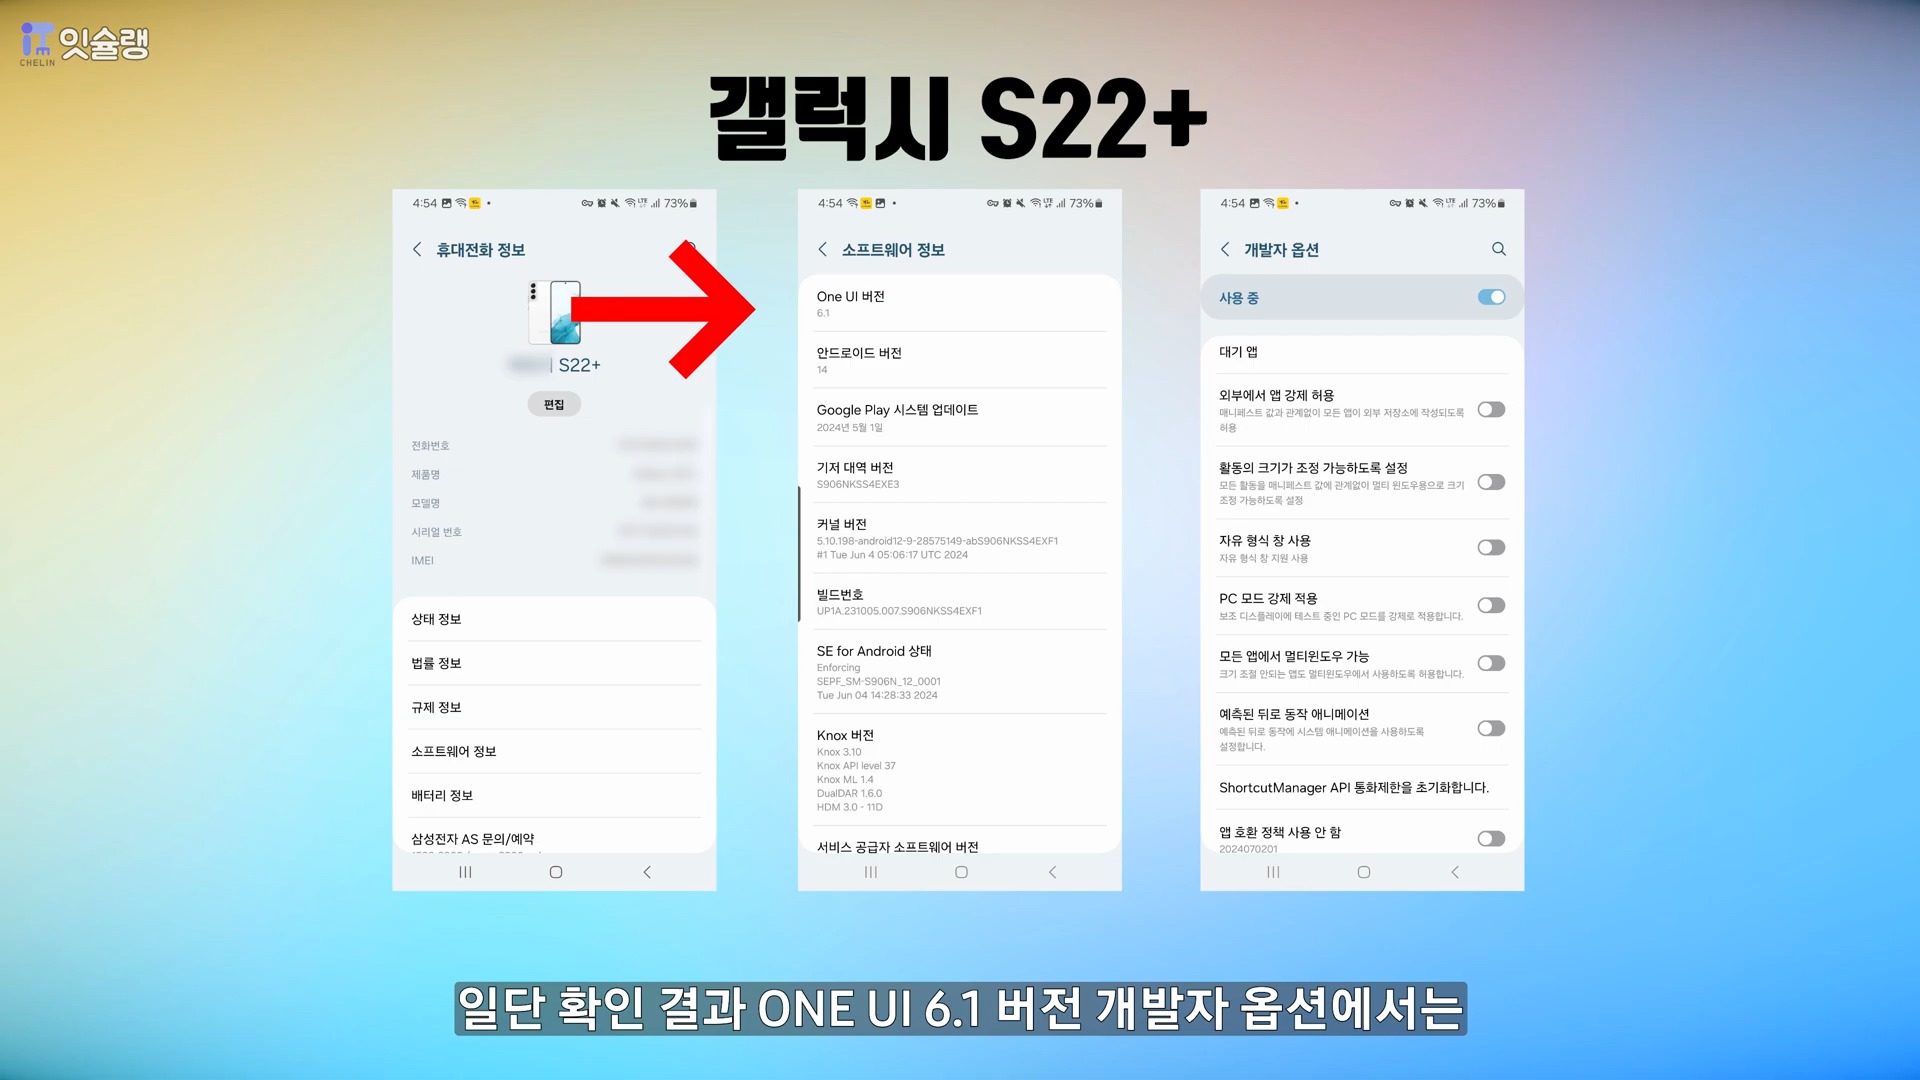 iT
CHELIN
잇슐랭
갤럭시 S22+
4:54
73%
휴대전화 정보
S22+
편집
전화번호
제품명
모델명
시리얼 번호
IMEI
상태 정보
법률 정보
규제 정보
소프트웨어 정보
배터리 정보
삼성전자 AS 문의/예약
4:54
LTE
73%
소프트웨어 정보
One UI 버전
6.1
안드로이드 버전
14
Google Play 시스템 업데이트
2024년 5월 1일
기저 대역 버전
S906NKSS4EXE3
커널 버전
5.10.198-android12-9-28575149-abS906NKSS4EXF1
#1 Tue Jun 4 05:06:17 UTC 2024
빌드번호
UP1A.231005.007.S906NKSS4EXF1
SE for Android 상태
Enforcing
SEPF_SM-S906N_12_0001
Tue Jun 04 14:28:33 2024
Knox 버전
Knox 3.10
Knox API level 37
Knox ML 1.4
DualDAR 1.6.0
HDM 3.0 - 11D
서비스 공급자 소프트웨어 버전
4:54
LTE
73%
개발자 옵션
사용 중
대기 앱
외부에서 앱 강제 허용
매니페스트 값과 관계없이 모든 앱이 외부 저장소에 작성되도록
허용
활동의 크기가 조정 가능하도록 설정
모든 활동을 매니페스트 값에 관계없이 멀티 윈도우용으로 크기
조정 가능하도록 설정
자유 형식 창 사용
자유 형식 창 지원 사용
PC 모드 강제 적용
보조 디스플레이에 테스트 중인 PC 모드를 강제로 적용합니다.
모든 앱에서 멀티윈도우 가능
크기 조절 안되는 앱도 멀티윈도우에서 사용하도록 허용합니다.
예측된 뒤로 동작 애니메이션
예측된 뒤로 동작에 시스템 애니메이션을 사용하도록
설정합니다.
ShortcutManager API 통화제한을 초기화합니다.
앱 호환 정책 사용 안 함
2024070201
일단 확인 결과 ONE UI 6.1 버전 개발자 옵션에서는